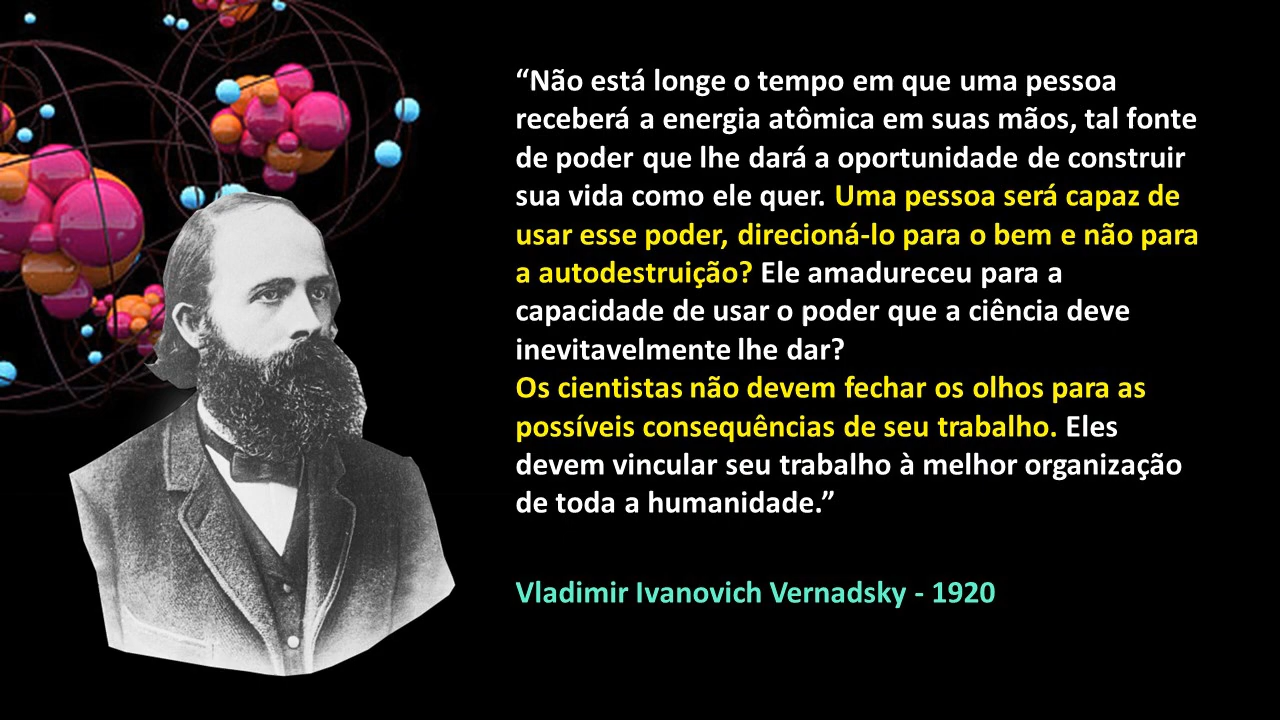 “Não está longe o tempo em que uma pessoa
receberá a energia atômica em suas mãos, tal fonte
de poder que lhe dará a oportunidade de construir
sua vida como ele quer. Uma pessoa será capaz de
usar esse poder, direcioná-lo para o bem e não para
a autodestruição? Ele amadureceu para a
capacidade de usar o poder que a ciência deve
inevitavelmente lhe dar?
Os cientistas não devem fechar os olhos para as
possíveis consequências de seu trabalho. Eles
devem vincular seu trabalho à melhor organização
de toda a humanidade.”
Vladimir Ivanovich Vernadsky - 1920